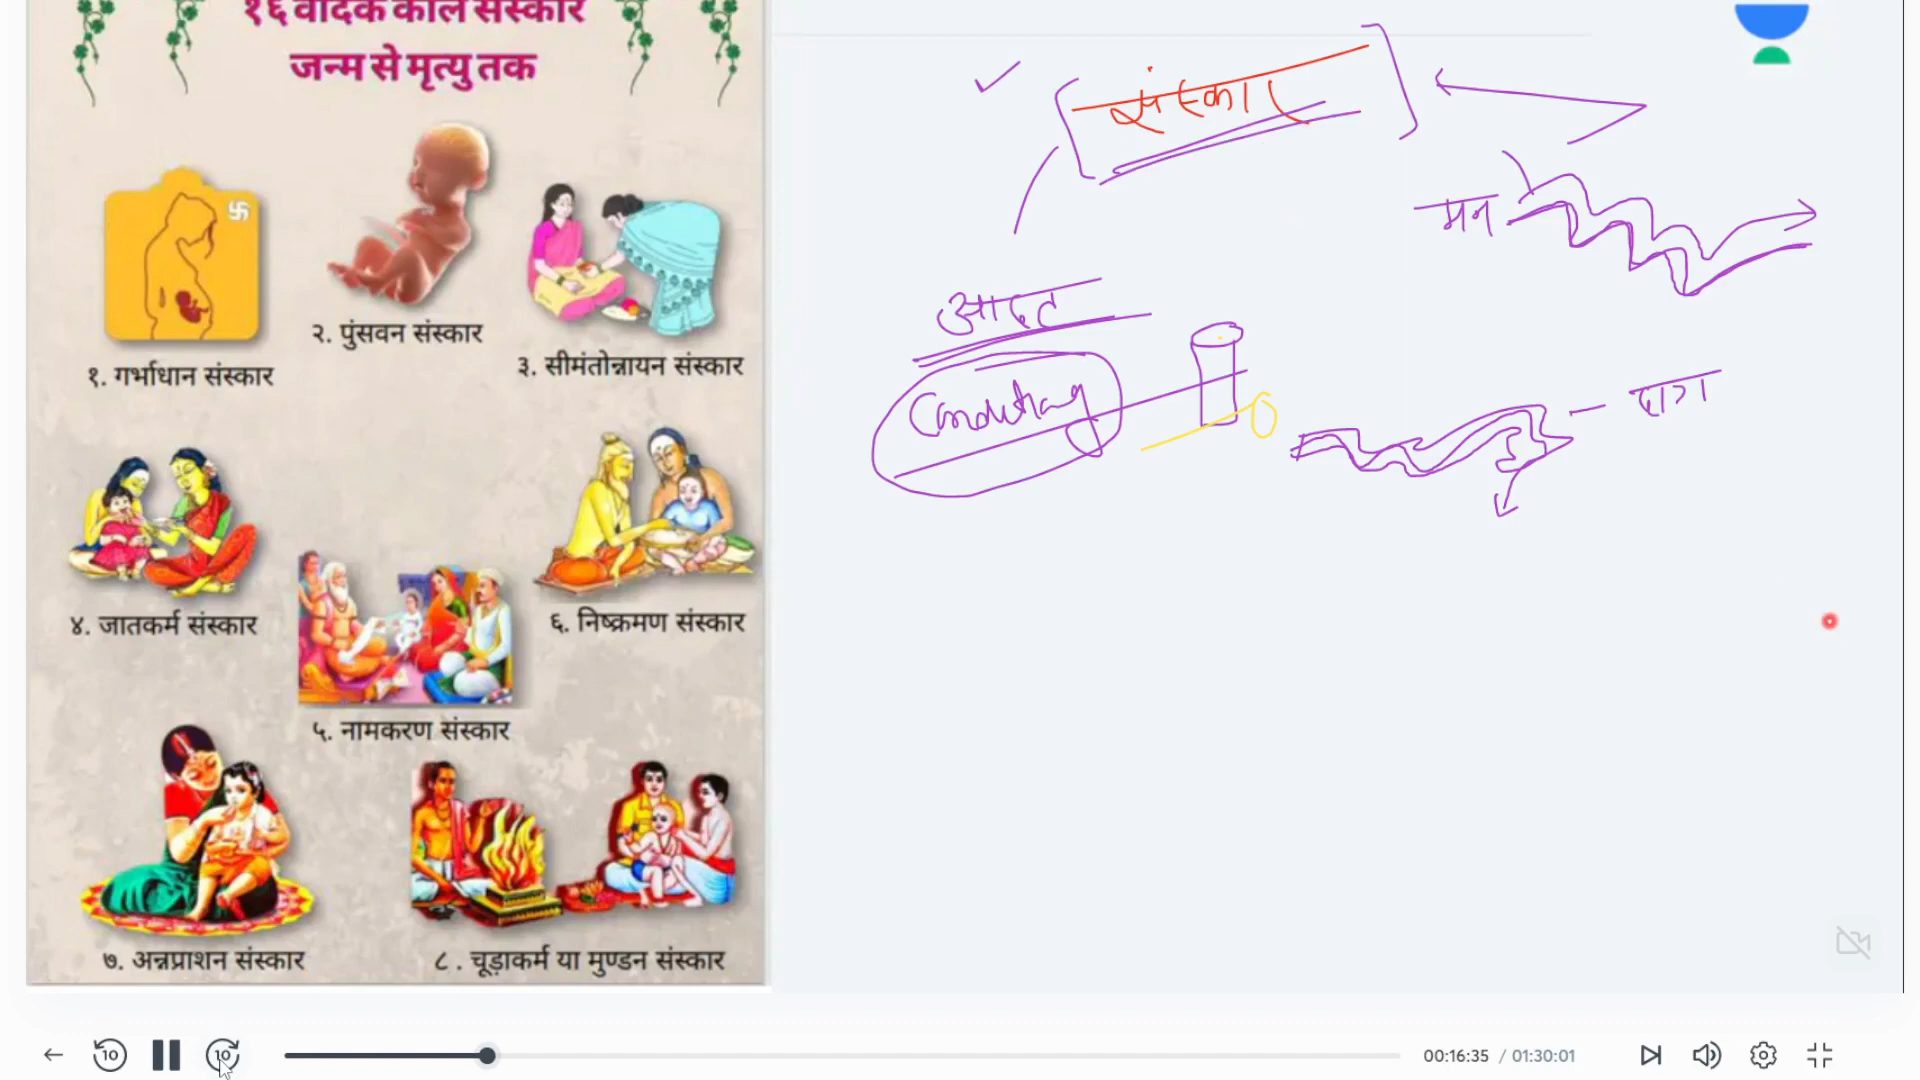 १६ वैदिक काल संस्कार
जन्म से मृत्यु तक
१. गर्भाधान संस्कार
२. पुंसवन संस्कार
३. सीमंतोन्नायन संस्कार
४. जातकर्म संस्कार
५. नामकरण संस्कार
६. निष्क्रमण संस्कार
७. अन्नप्राशन संस्कार
८ . चूड़ाकर्म या मुण्डन संस्कार
संस्कार
मन
आदत
00:16:35 / 01:30:01
10
10